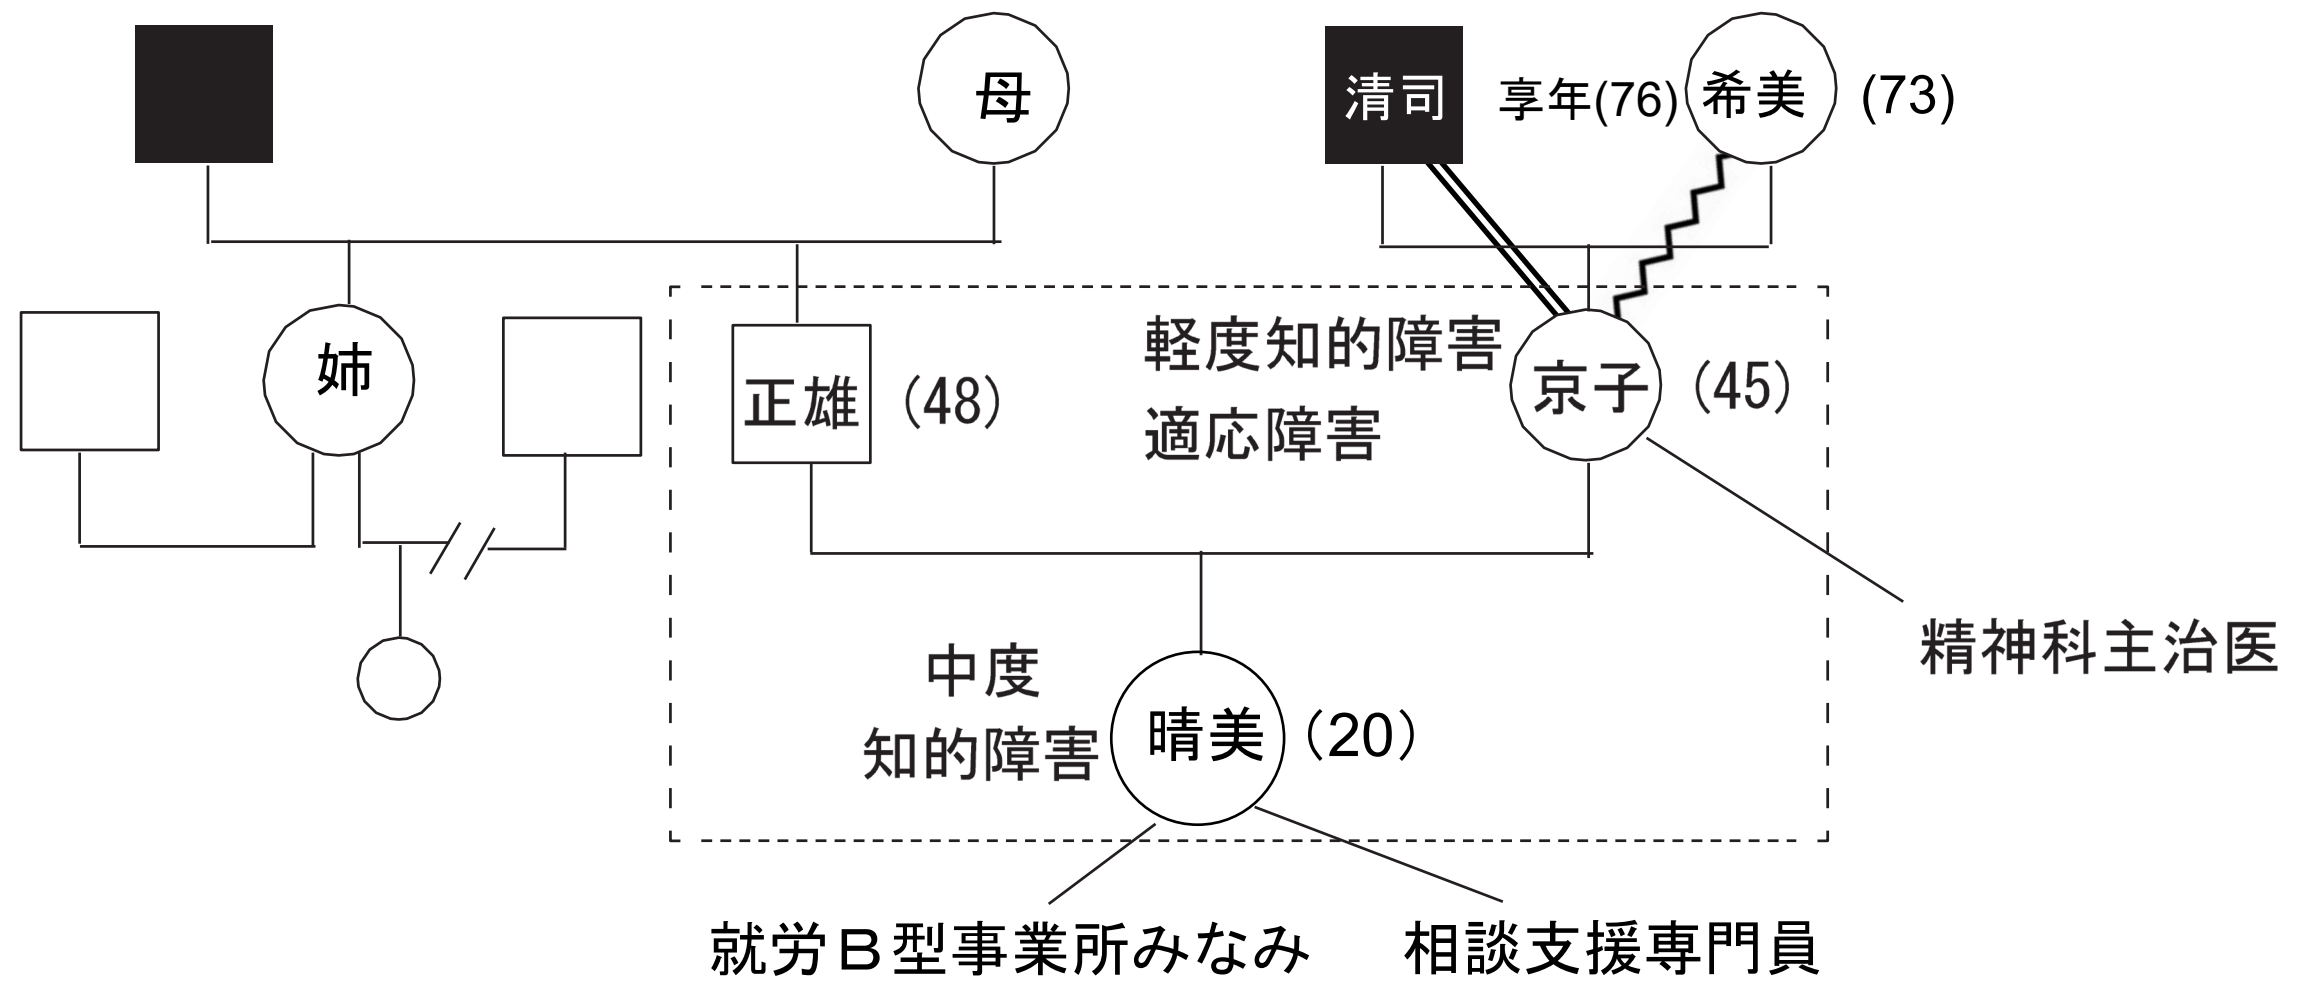 母
清司
享年(76)
希美
(73)
姉
正雄
(48)
軽度知的障害
適応障害
京子
(45)
精神科主治医
中度
知的障害
晴美
(20)
就労B型事業所みなみ
相談支援専門員